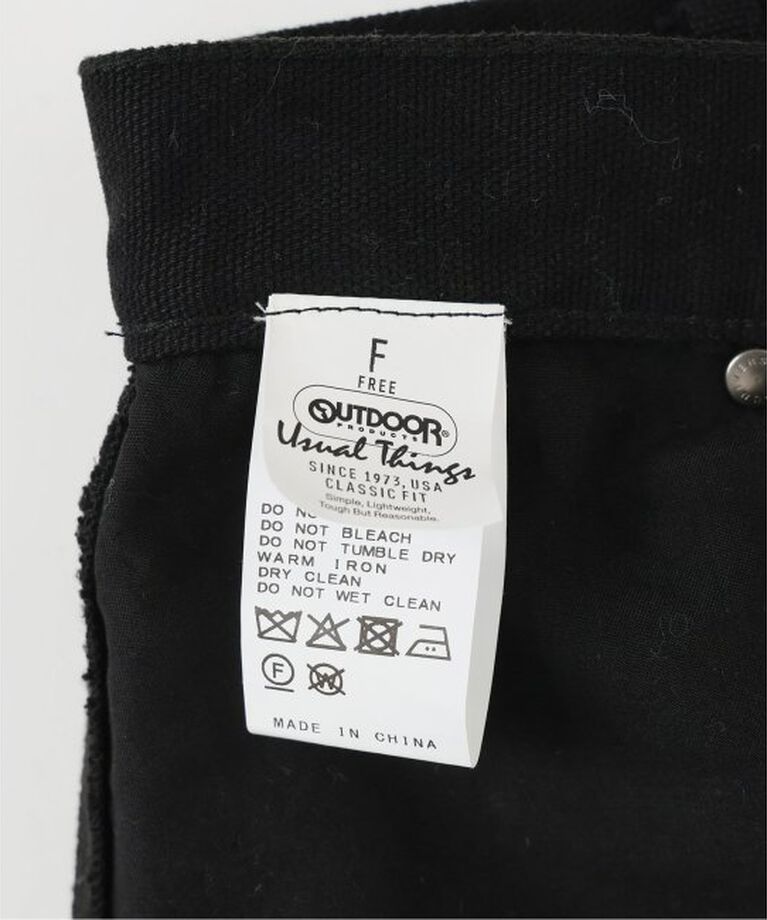 F
FREE
OUTDOOR®
PRODUCTS
Usual Things
SINCE 1973, USA
CLASSIC FIT
Simple, Lightweight,
Tough But Reasonable.
DO
DO NOT BLEACH
DO NOT TUMBLE DRY
WARM IRON
DRY CLEAN
DO NOT WET CLEAN
F
W
MADE IN CHINA